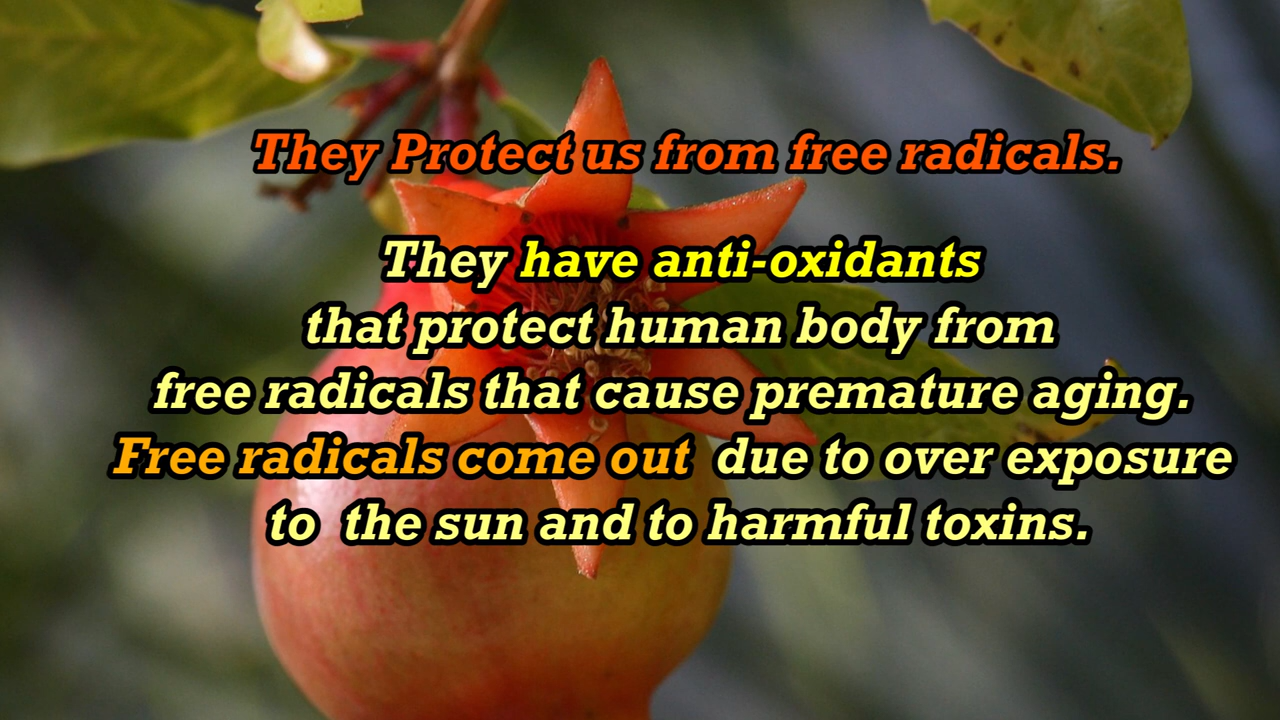 They Protect us from free radicals.
They have anti-oxidants
that protect human body from
free radicals that cause premature aging.
Free radicals come out  due to over exposure
to  the sun and to harmful toxins.